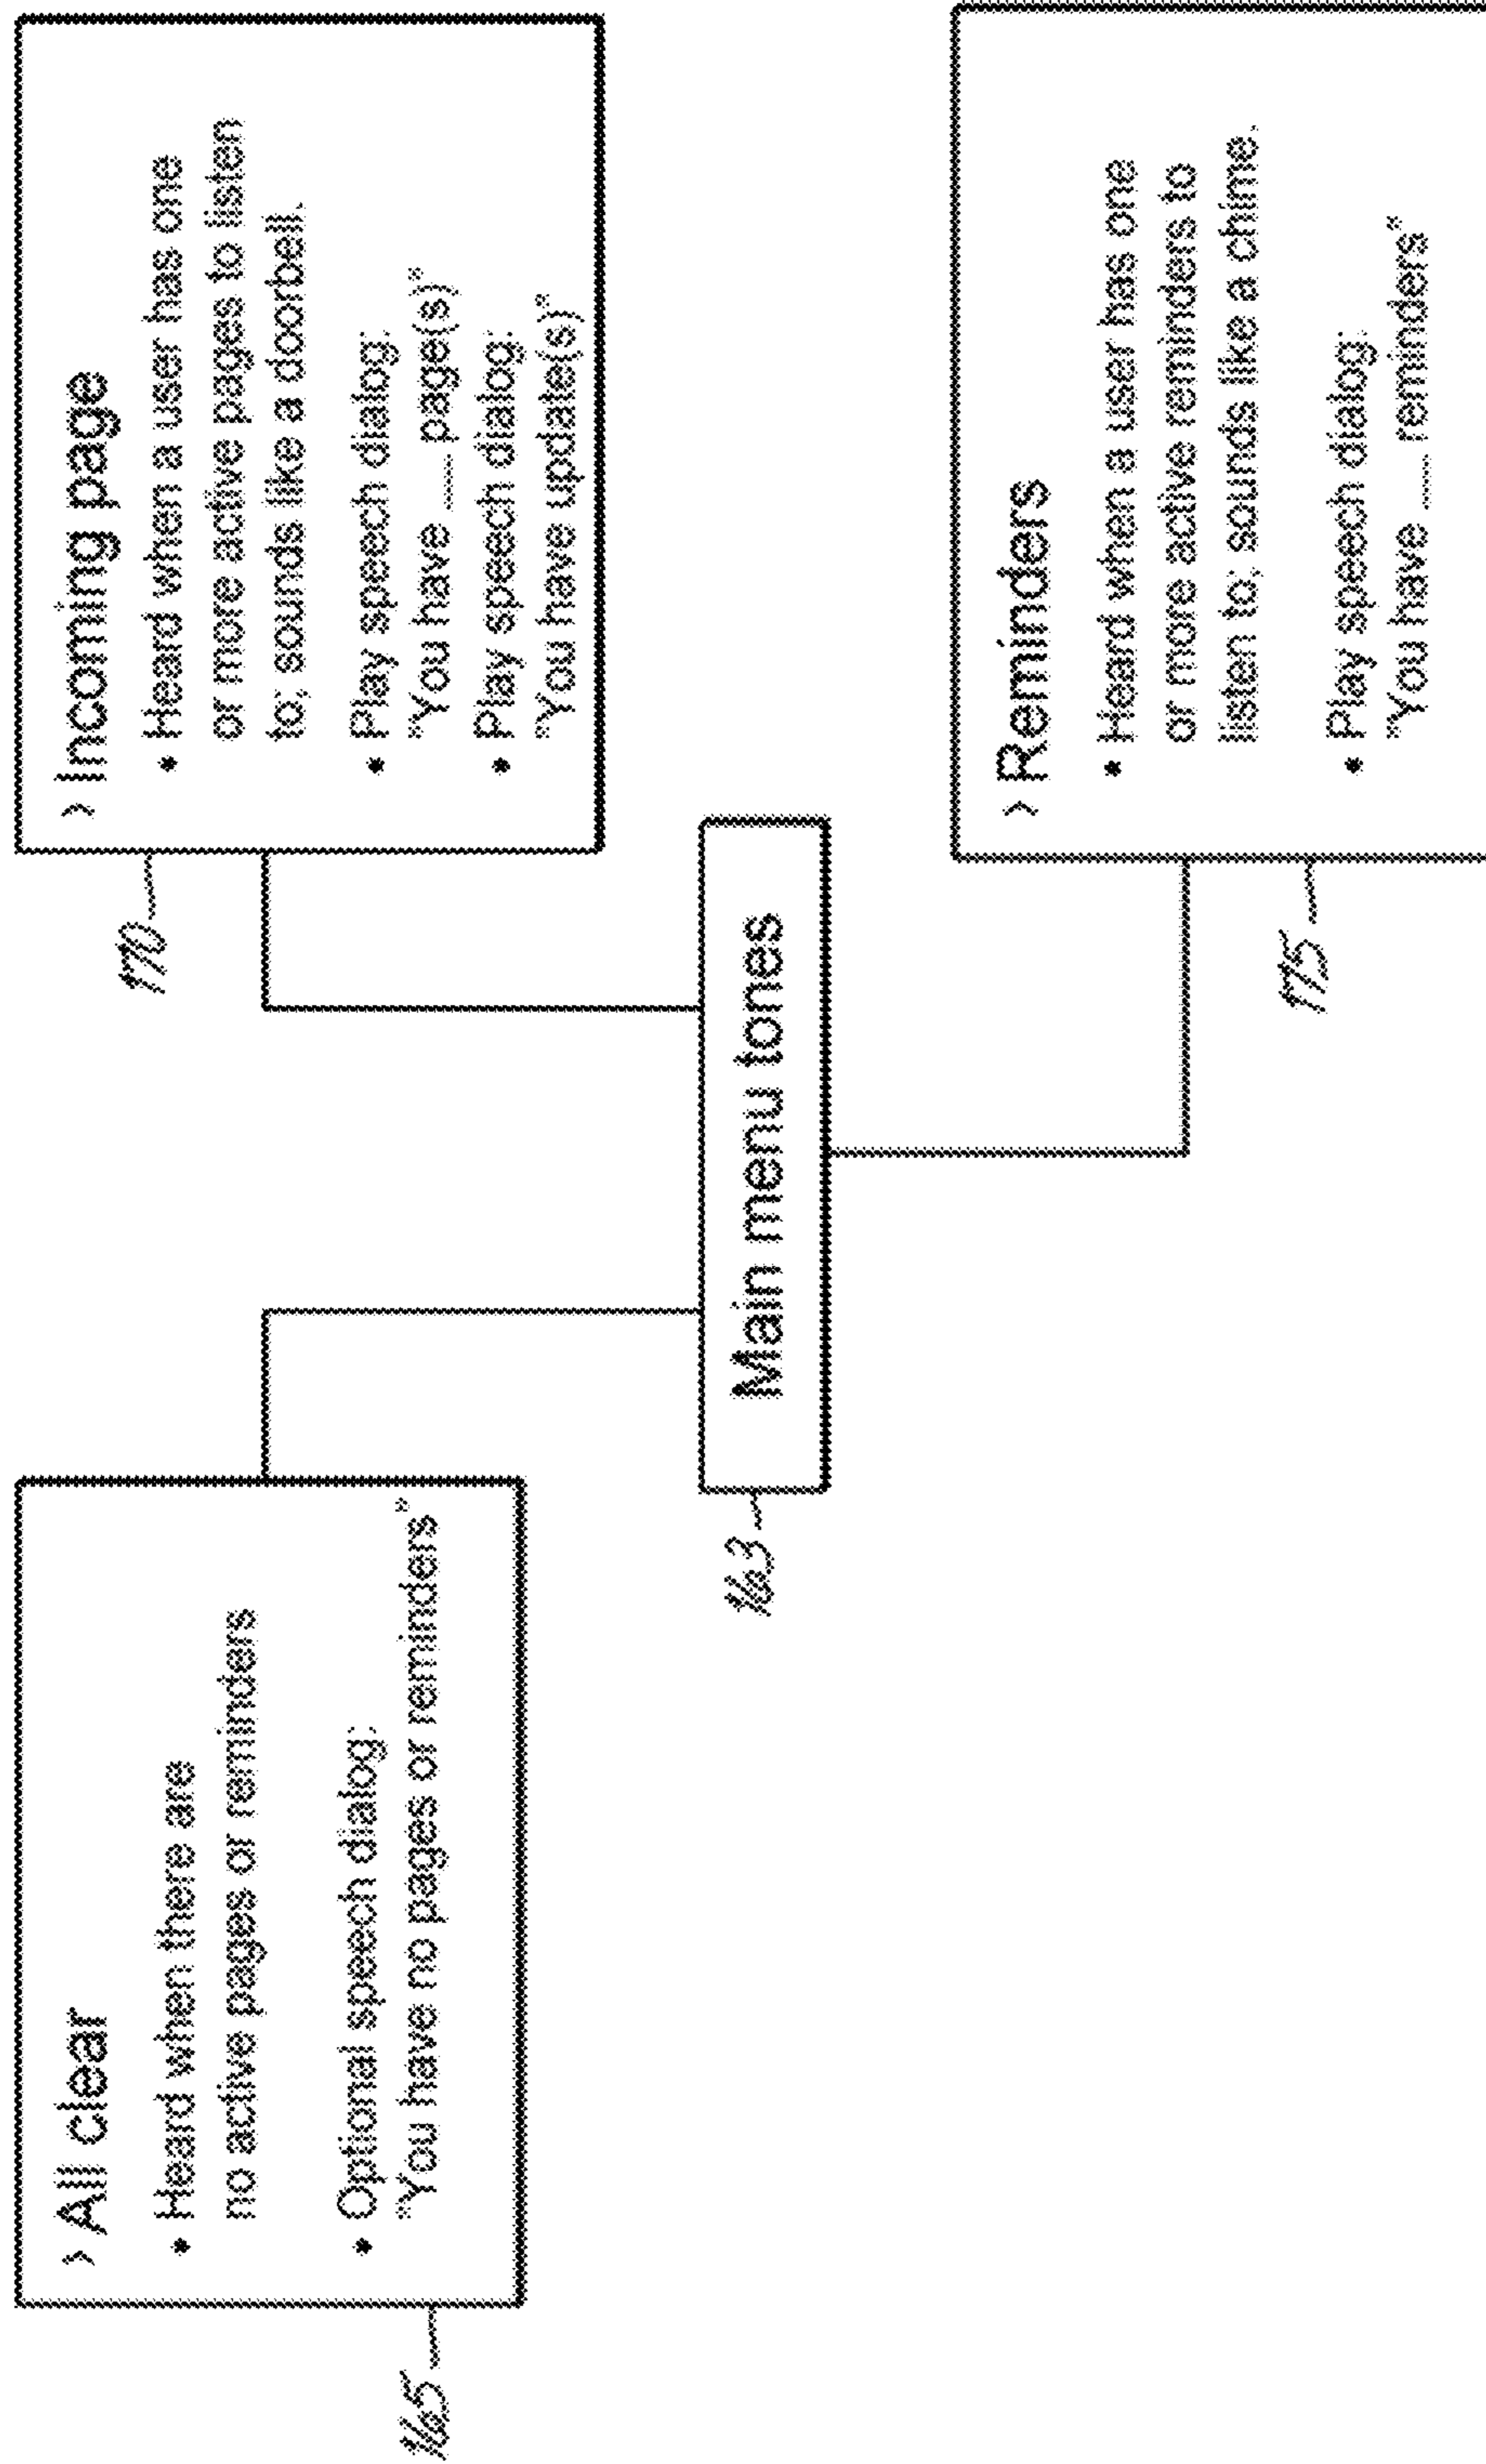 165
› All clear
• Heard when there are
no active pages or reminders
• Optional speech dialog:
"You have no pages or reminders"
170
› Incoming page
• Heard when a user has one
or more active pages to listen
to; sounds like a doorbell.
• Play speech dialog:
"You have __ page(s)"
• Play speech dialog:
"You have update(s)"
163
Main menu tones
175
› Reminders
• Heard when a user has one
or more active reminders to
listen to; sounds like a chime.
• Play speech dialog:
"You have __ reminders"